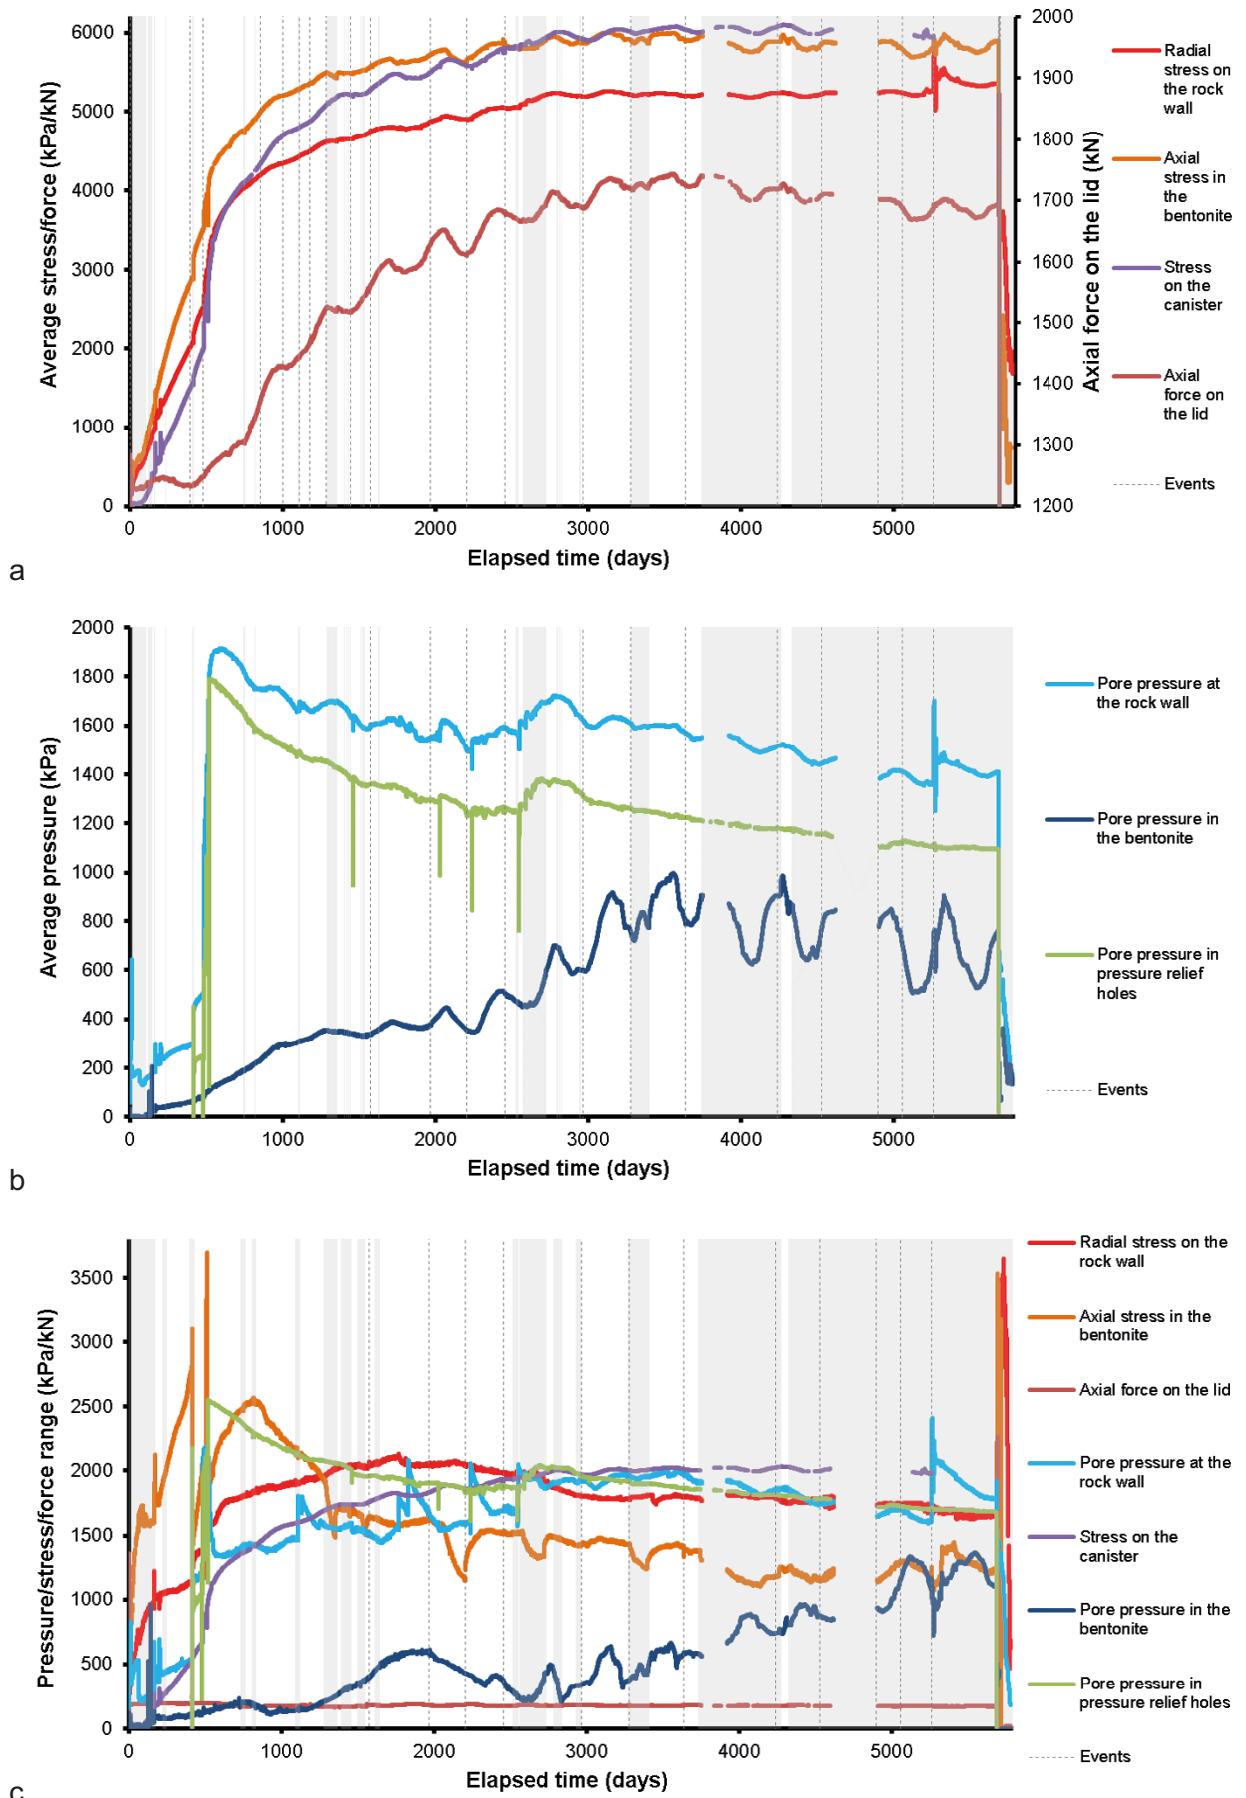 6000
5000
4000
3000
2000
1000
0
Average stress/force (kPa/kN)
0
1000
2000
3000
4000
5000
Elapsed time (days)
2000
1900
1800
1700
1600
1500
1400
1300
1200
Axial force on the lid (kN)
Radial
stress on
the rock
wall
Axial
stress in
the
bentonite
Stress
on the
canister
Axial
force on
the lid
Events
a
2000
1800
1600
1400
1200
1000
800
600
400
200
0
Average pressure (kPa)
0
1000
2000
3000
4000
5000
Elapsed time (days)
Pore pressure at
the rock wall
Pore pressure in
the bentonite
Pore pressure in
pressure relief
holes
Events
b
3500
3000
2500
2000
1500
1000
500
0
Pressure/stress/force range (kPa/kN)
0
1000
2000
3000
4000
5000
Elapsed time (days)
Radial stress on the
rock wall
Axial stress in the
bentonite
Axial force on the lid
Pore pressure at the
rock wall
Stress on the
canister
Pore pressure in the
bentonite
Pore pressure in
pressure relief holes
Events
c